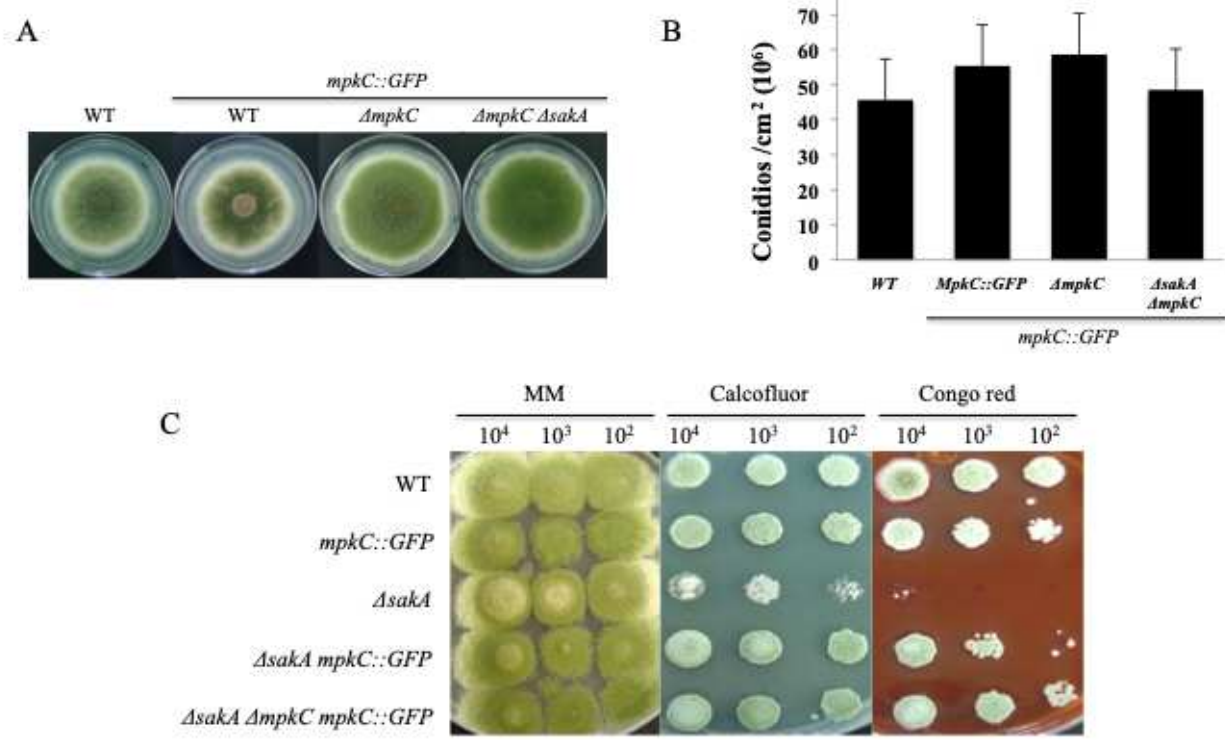 A
mpkC::GFP
WT WT ΔmpkC ΔmpkC ΔsakA
B
Conidios /cm² (10⁶)
70
60
50
40
30
20
10
0
WT MpkC::GFP ΔmpkC ΔsakA
ΔmpkC
mpkC::GFP
C
MM Calcofluor Congo red
10⁴ 10³ 10² 10⁴ 10³ 10² 10⁴ 10³ 10²
WT
mpkC::GFP
ΔsakA
ΔsakA mpkC::GFP
ΔsakA ΔmpkC mpkC::GFP